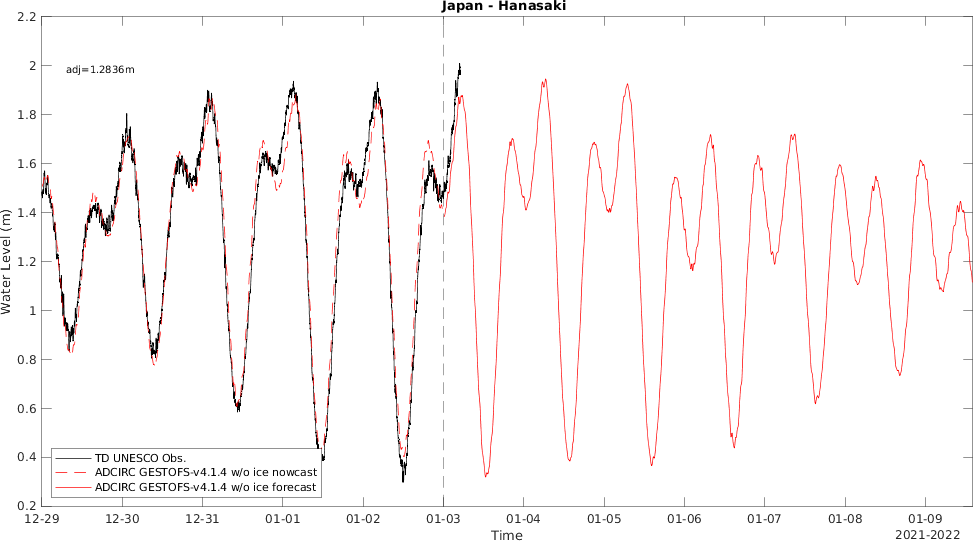 Japan - Hanasaki
2.2
2
1.8
1.6
1.4
1.2
1
0.8
0.6
0.4
0.2
Water Level (m)
adj=1.2836m
TD UNESCO Obs.
ADCIRC GESTOFS-v4.1.4 w/o ice nowcast
ADCIRC GESTOFS-v4.1.4 w/o ice forecast
12-29 12-30 12-31 01-01 01-02 01-03 01-04 01-05 01-06 01-07 01-08 01-09
Time
2021-2022